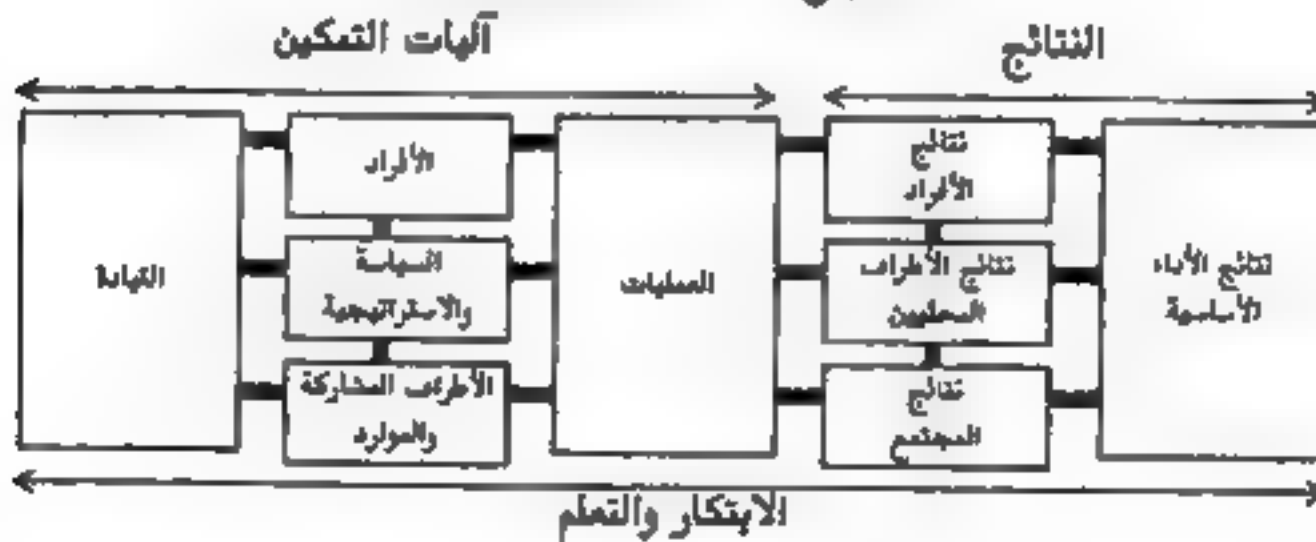 آليات التمكين
النتائج
القيادة
الأفراد
السياسة
والاستراتيجية
الأطراف المشاركة
والموارد
العمليات
نتائج
الأفراد
نتائج الأطراف
نتائج
المجتمع
نتائج الأداء
الأساسية
الابتكار والتعلم